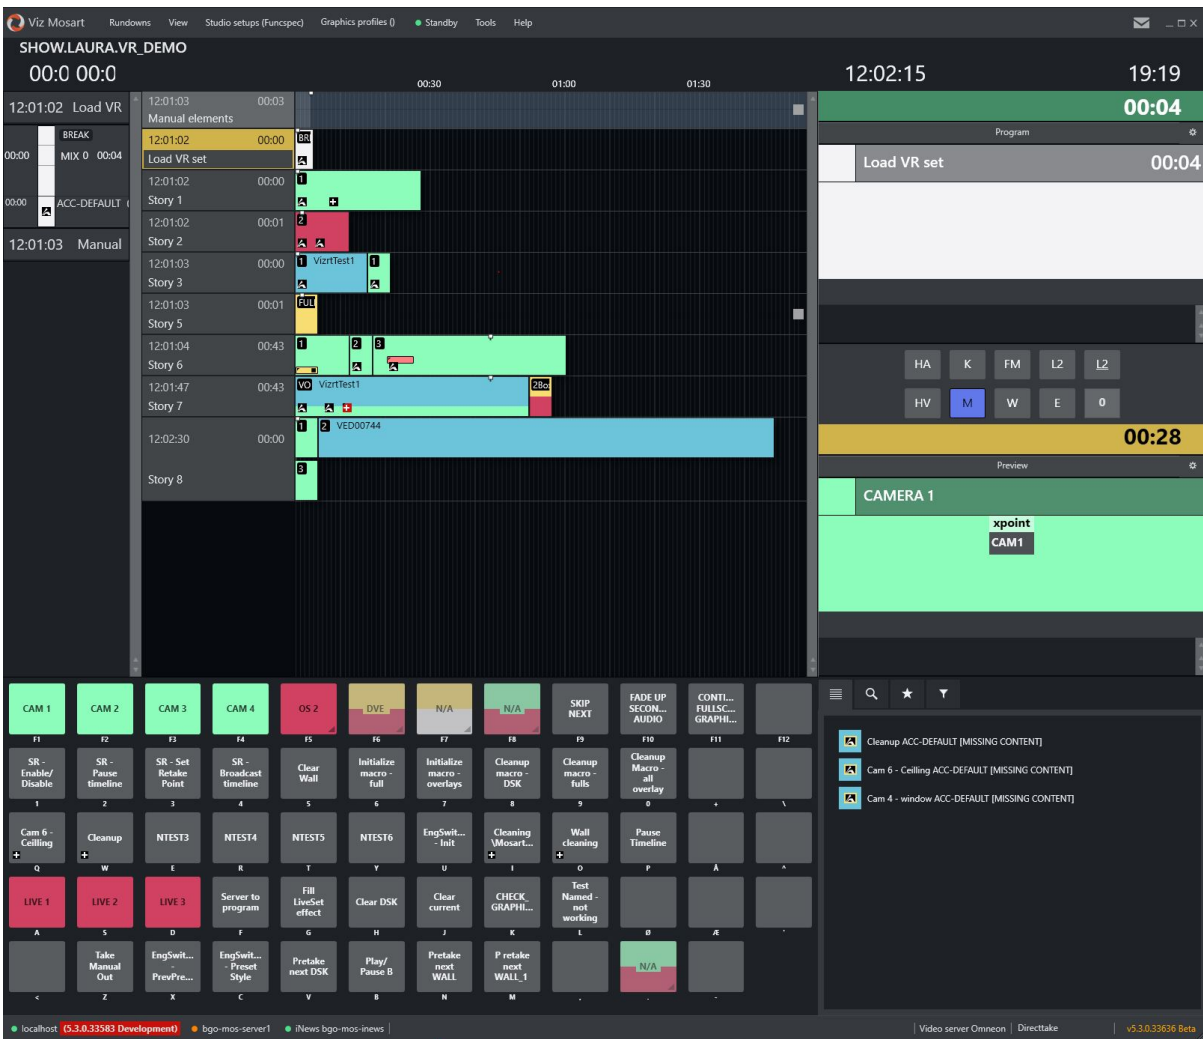 Viz Mosart Rundowns View Studio setups (Funcspec) Graphics profiles () Standby Tools Help
SHOW.LAURA.VR_DEMO
00:0 00:0
00:30 01:00 01:30
12:02:15 19:19
12:01:02 Load VR
BREAK
00:00 MIX 0 00:04
00:00 ACC-DEFAULT (
12:01:03 Manual
12:01:03 00:03
Manual elements
12:01:02 00:00
Load VR set
12:01:02 00:00 1
Story 1
12:01:02 00:01 2
Story 2
12:01:03 00:00 1 VizrtTest1 1
Story 3
12:01:03 00:01 FULL
Story 5
12:01:04 00:43 1 2 3
Story 6
12:01:47 00:43 VO VizrtTest1 2Bo
Story 7
12:02:30 00:00 1 2 VED00744
Story 8 3
00:04
Program
Load VR set 00:04
HA K FM L2 L2
HV M W E 0
00:28
Preview
CAMERA 1
xpoint
CAM1
CAM 1 CAM 2 CAM 3 CAM 4 OS 2 DVE N/A N/A SKIP NEXT FADE UP SECON... AUDIO CONTI... FULLSC... GRAPHI...
F1 F2 F3 F4 F5 F6 F7 F8 F9 F10 F11 F12
SR - Enable/ Disable SR - Pause timeline SR - Set Retake Point SR - Broadcast timeline Clear Wall Initialize macro - full Initialize macro - overlays Cleanup macro - DSK Cleanup macro - fulls Cleanup Macro - all overlay
1 2 3 4 5 6 7 8 9 0 + \
Cam 6 - Ceilling Cleanup NTEST3 NTEST4 NTEST5 NTEST6 EngSwit... - Init Cleaning \Mosart... Wall cleaning Pause Timeline
Q W E R T Y U I O P Å ^
LIVE 1 LIVE 2 LIVE 3 Server to program Fill LiveSet effect Clear DSK Clear current CHECK_ GRAPHI... Test Named - not working
A S D F G H J K L Ø Æ '
Take Manual Out EngSwit... - PrevPre... EngSwit... - Preset Style Pretake next DSK Play/ Pause B Pretake next WALL P retake next WALL_1 N/A
< Z X C V B N M , . -
Cleanup ACC-DEFAULT [MISSING CONTENT]
Cam 6 - Ceilling ACC-DEFAULT [MISSING CONTENT]
Cam 4 - window ACC-DEFAULT [MISSING CONTENT]
localhost (5.3.0.33583 Development) bgo-mos-server1 iNews bgo-mos-inews Video server Omneon Directtake v5.3.0.33636 Beta